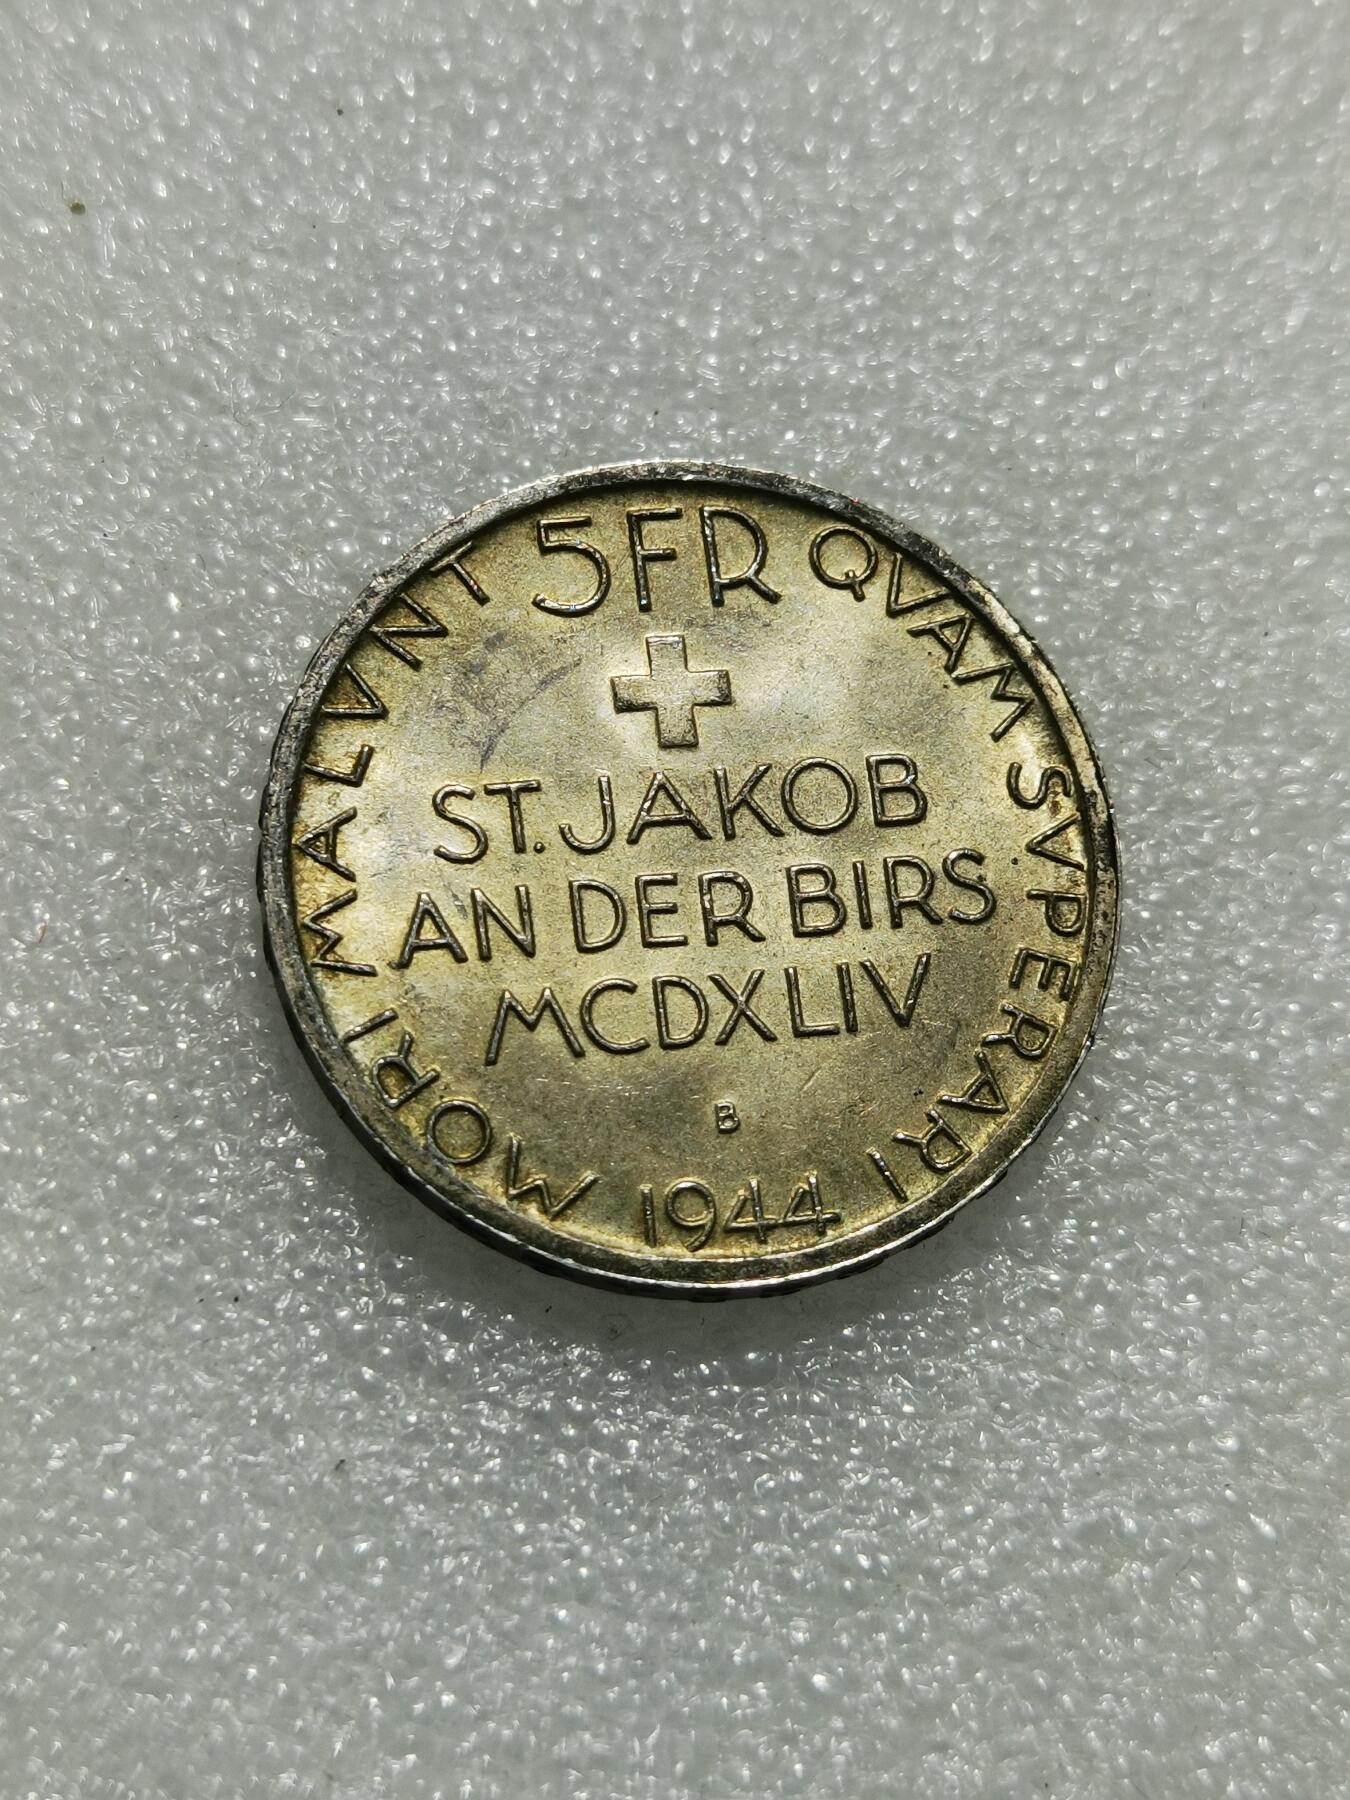 5FR
ST. JAKOB
AN DER BIRS
MCDXLIV
B
1944
MORI MALVNT QVAM SVPERARI